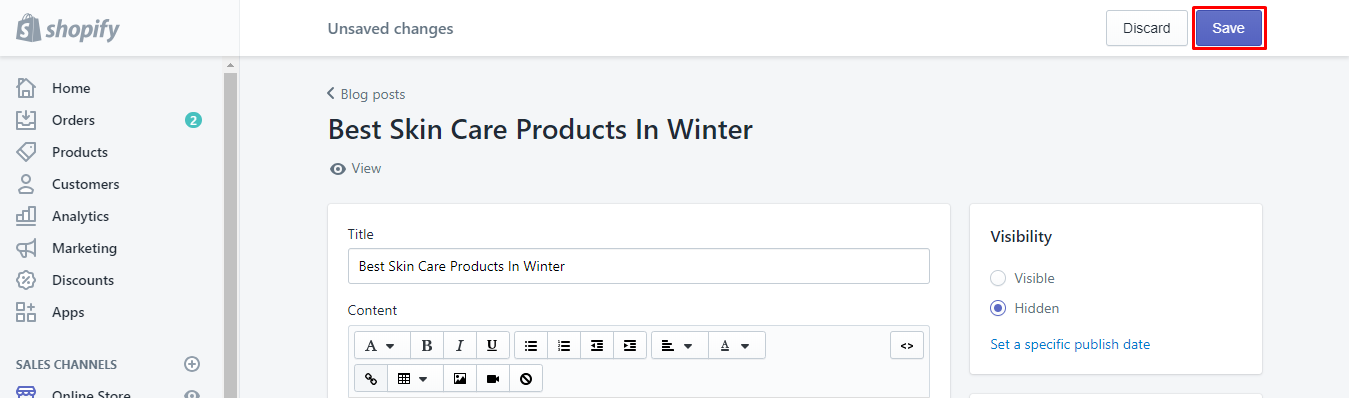 shopify
Unsaved changes
Discard
Save
Home
Orders
2
Products
Customers
Analytics
Marketing
Discounts
Apps
SALES CHANNELS
Online Store
Blog posts
Best Skin Care Products In Winter
View
Title
Best Skin Care Products In Winter
Content
A B I U A <>
Visibility
Visible
Hidden
Set a specific publish date